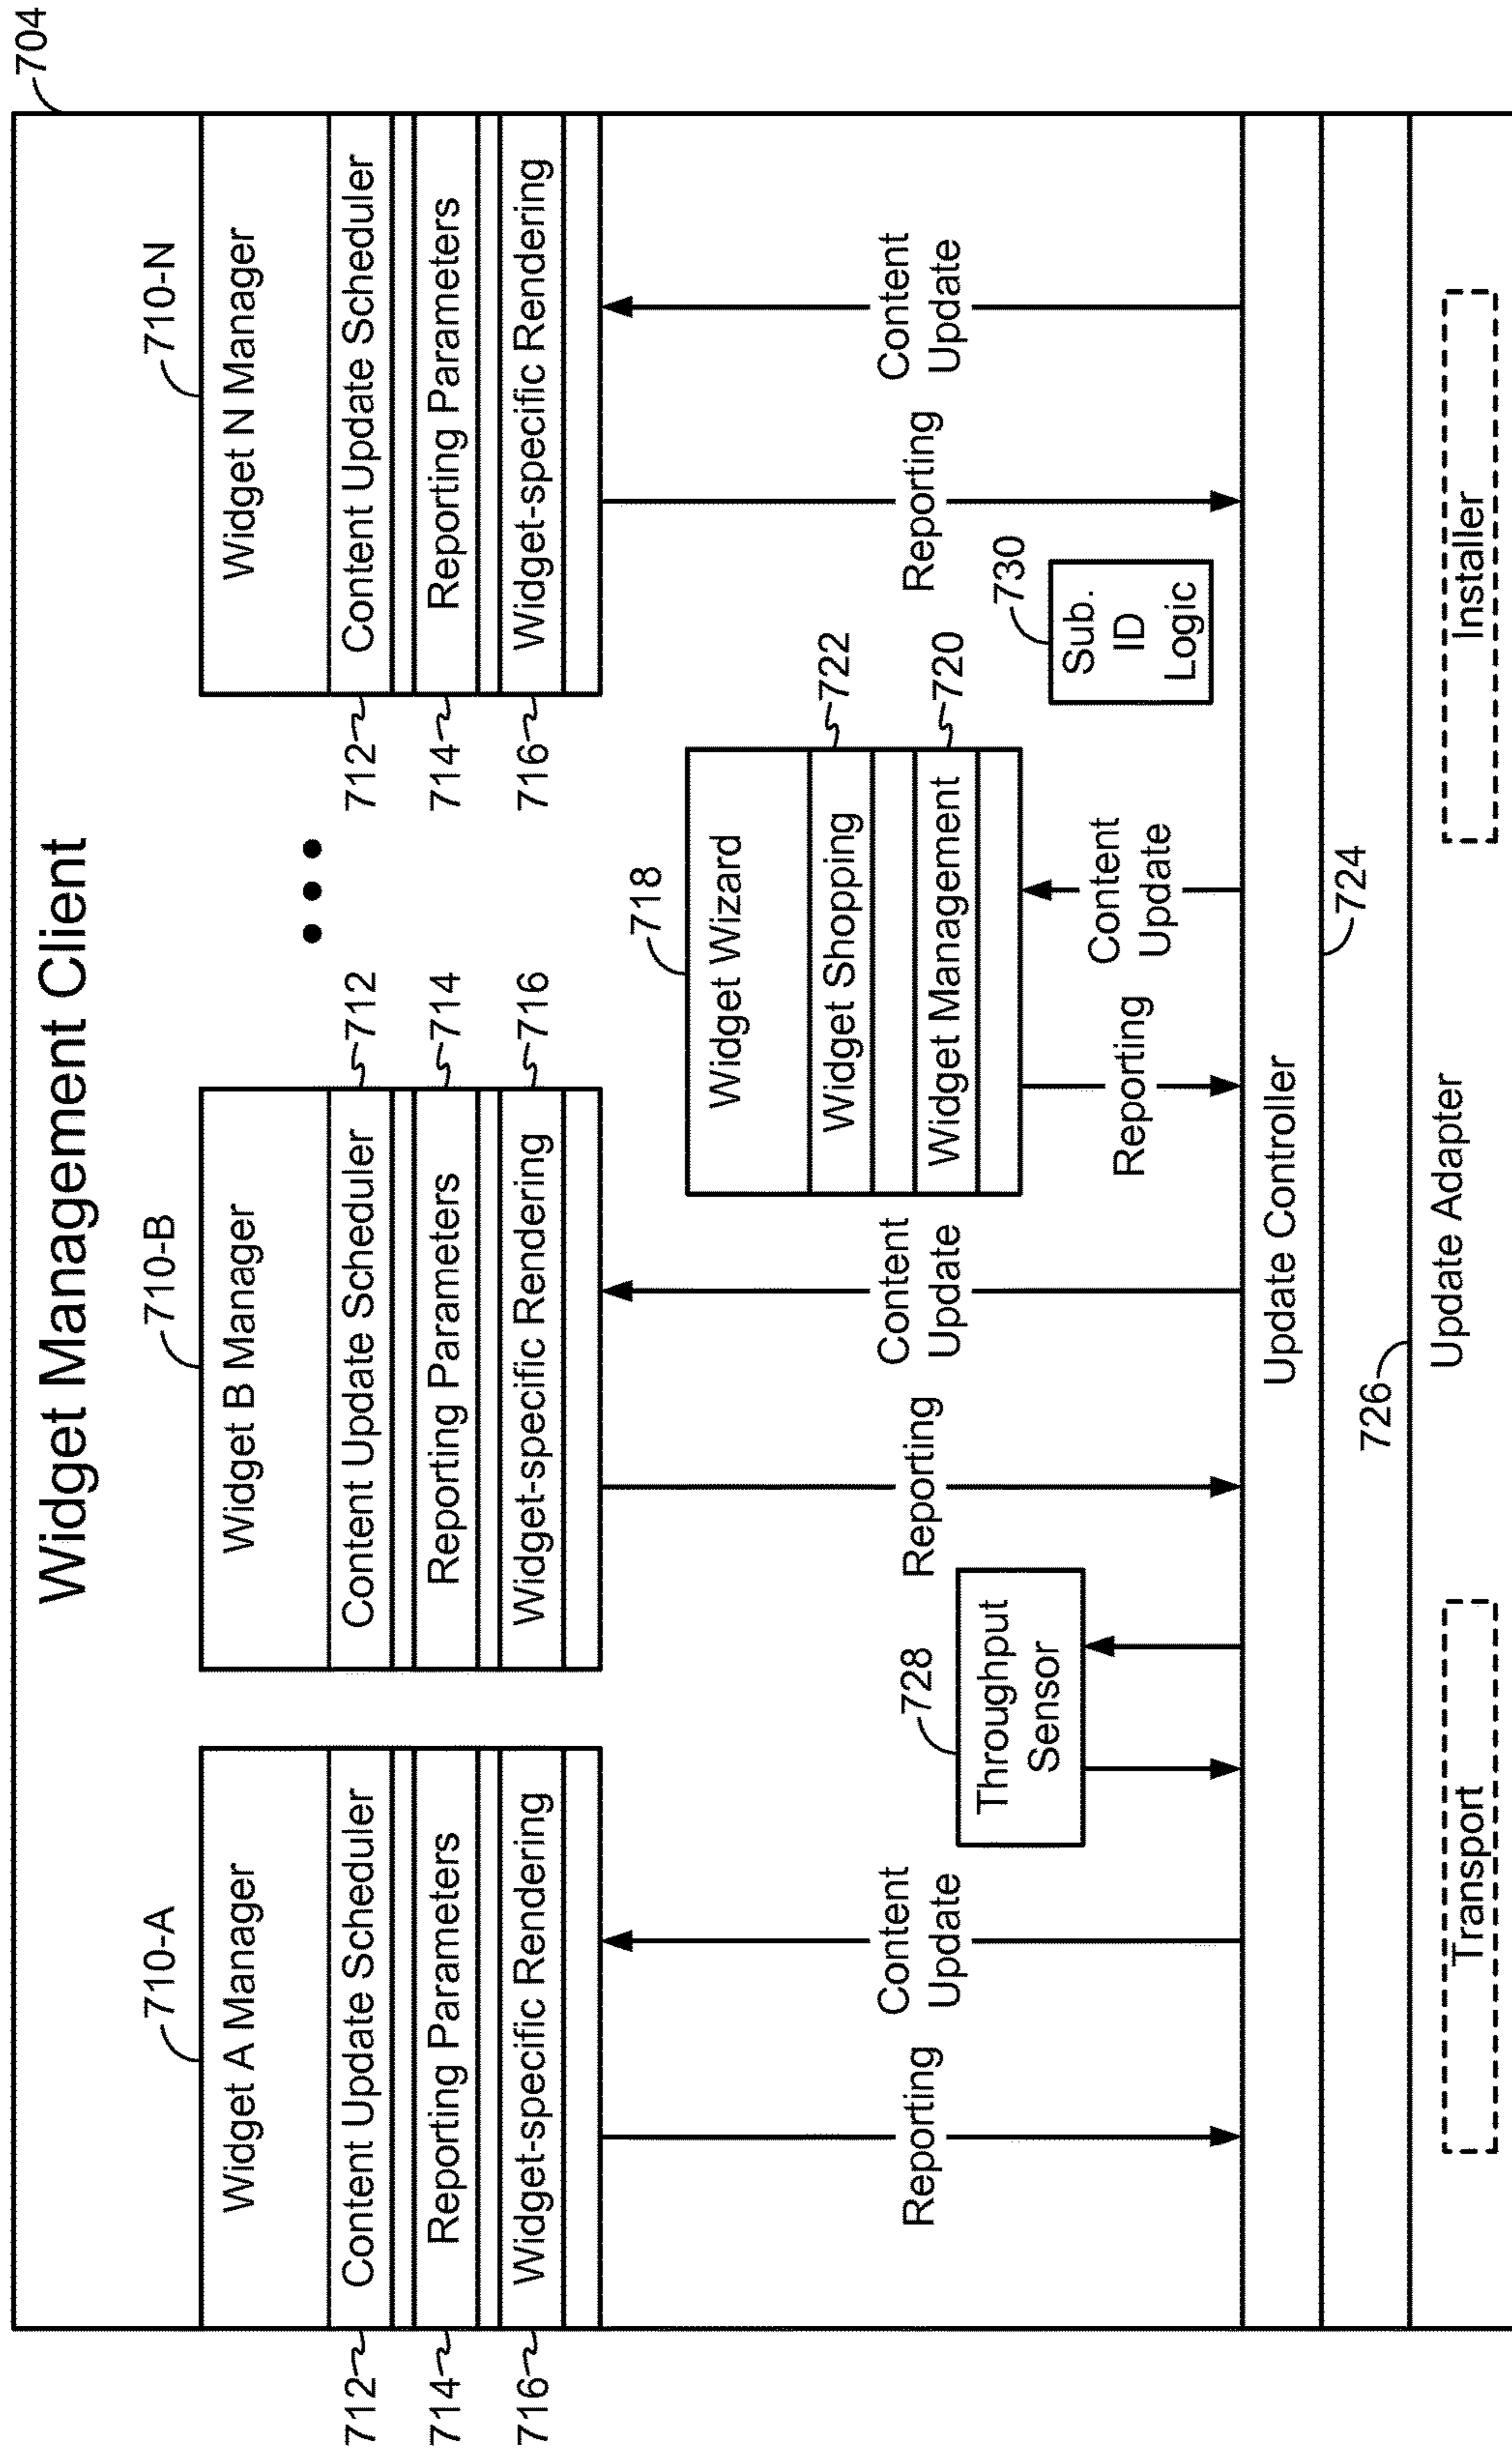 Widget Management Client
704
710-A
710-B
710-N
Widget A Manager
Widget B Manager
Widget N Manager
712
Content Update Scheduler
Content Update Scheduler
712
712
Content Update Scheduler
714
Reporting Parameters
Reporting Parameters
714
714
Reporting Parameters
716
Widget-specific Rendering
Widget-specific Rendering
716
716
Widget-specific Rendering
718
Widget Wizard
Widget Shopping
722
Widget Management
720
Reporting
Content
Update
728
Throughput
Sensor
Reporting
Content
Update
Reporting
Content
Update
Reporting
Content
Update
730
Sub.
ID
Logic
Update Controller
724
726
Update Adapter
Transport
Installer